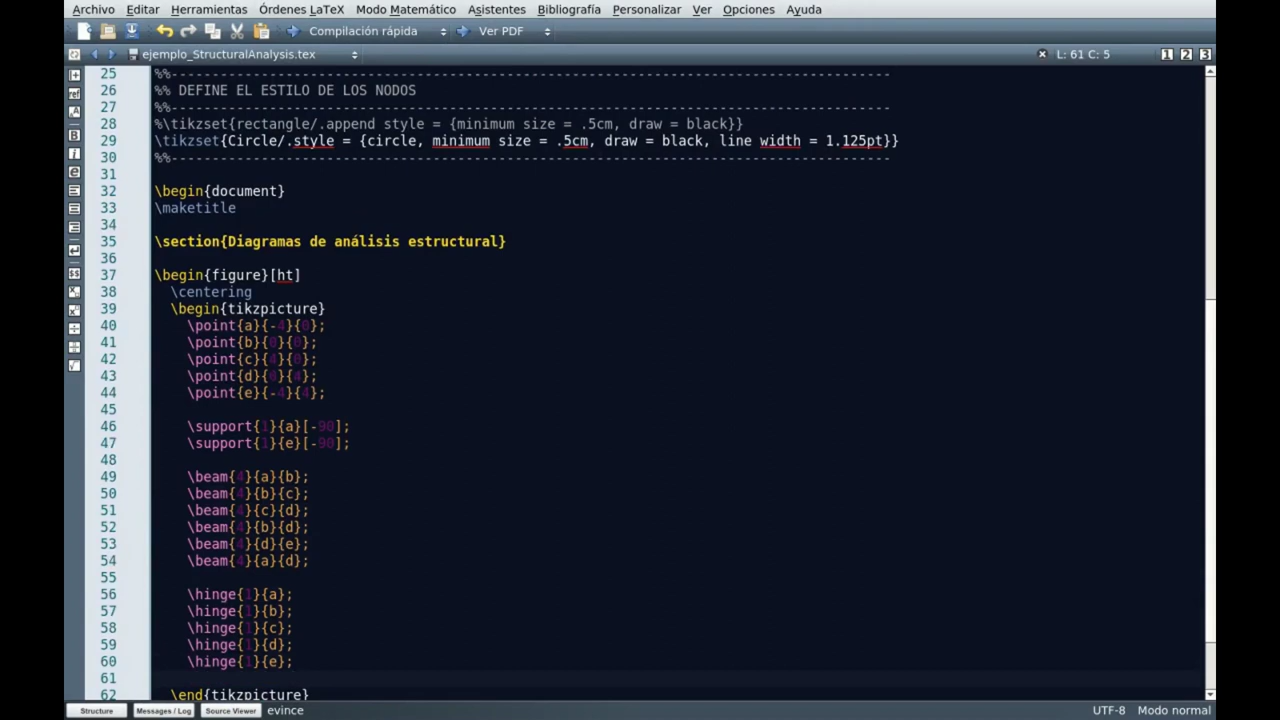 Archivo Editar Herramientas Órdenes LaTeX Modo Matemático Asistentes Bibliografía Personalizar Ver Opciones Ayuda
Compilación rápida Ver PDF
ejemplo_StructuralAnalysis.tex L: 61 C: 5 1 2 3
25 %%-----------------------------------------------------------------------------------------
26 %% DEFINE EL ESTILO DE LOS NODOS
27 %%-----------------------------------------------------------------------------------------
28 %\tikzset{rectangle/.append style = {minimum size = .5cm, draw = black}}
29 \tikzset{Circle/.style = {circle, minimum size = .5cm, draw = black, line width = 1.125pt}}
30 %%-----------------------------------------------------------------------------------------
31
32 \begin{document}
33 \maketitle
34
35 \section{Diagramas de análisis estructural}
36
37 \begin{figure}[ht]
38 \centering
39 \begin{tikzpicture}
40 \point{a}{-4}{0};
41 \point{b}{0}{0};
42 \point{c}{4}{0};
43 \point{d}{0}{4};
44 \point{e}{-4}{4};
45
46 \support{1}{a}[-90];
47 \support{1}{e}[-90];
48
49 \beam{4}{a}{b};
50 \beam{4}{b}{c};
51 \beam{4}{c}{d};
52 \beam{4}{b}{d};
53 \beam{4}{d}{e};
54 \beam{4}{a}{d};
55
56 \hinge{1}{a};
57 \hinge{1}{b};
58 \hinge{1}{c};
59 \hinge{1}{d};
60 \hinge{1}{e};
61
62 \end{tikzpicture}
Structure Messages / Log Source Viewer evince UTF-8 Modo normal